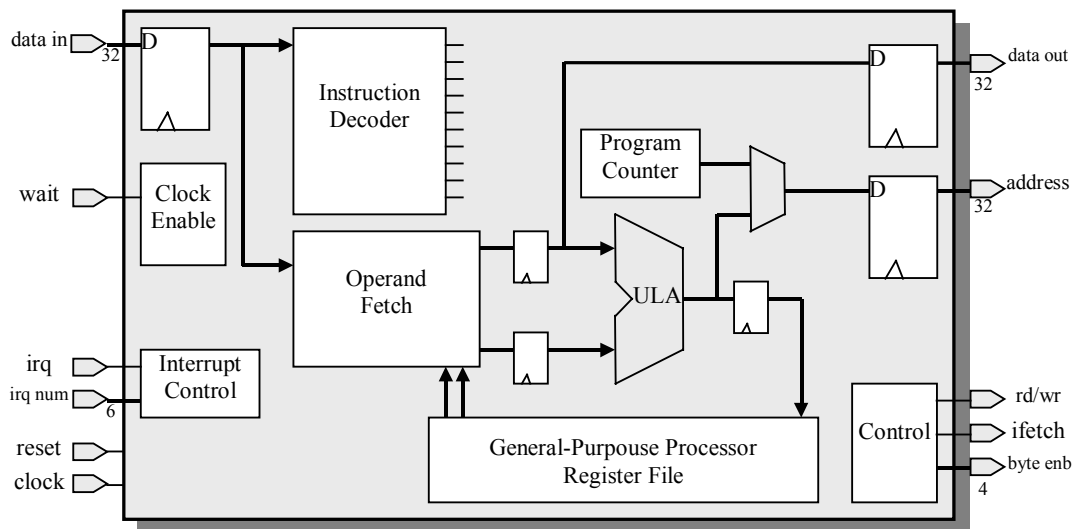 data in
32
D
Instruction
Decoder
D
data out
32
Program
Counter
wait
Clock
Enable
D
address
32
Operand
Fetch
ULA
irq
irq num
6
Interrupt
Control
reset
clock
General-Purpouse Processor
Register File
Control
rd/wr
ifetch
byte enb
4